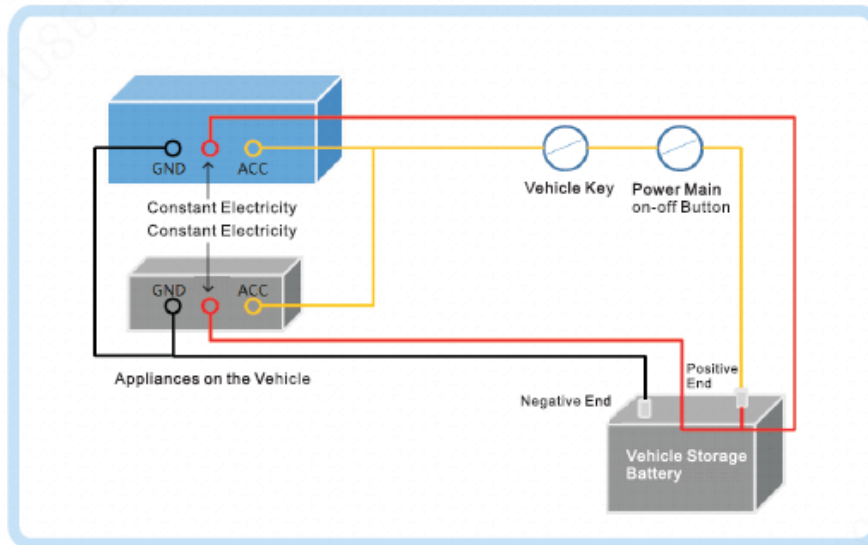 GND
ACC
Constant Electricity
Constant Electricity
Vehicle Key
Power Main
on-off Button
GND
ACC
Appliances on the Vehicle
Negative End
Positive
End
Vehicle Storage
Battery